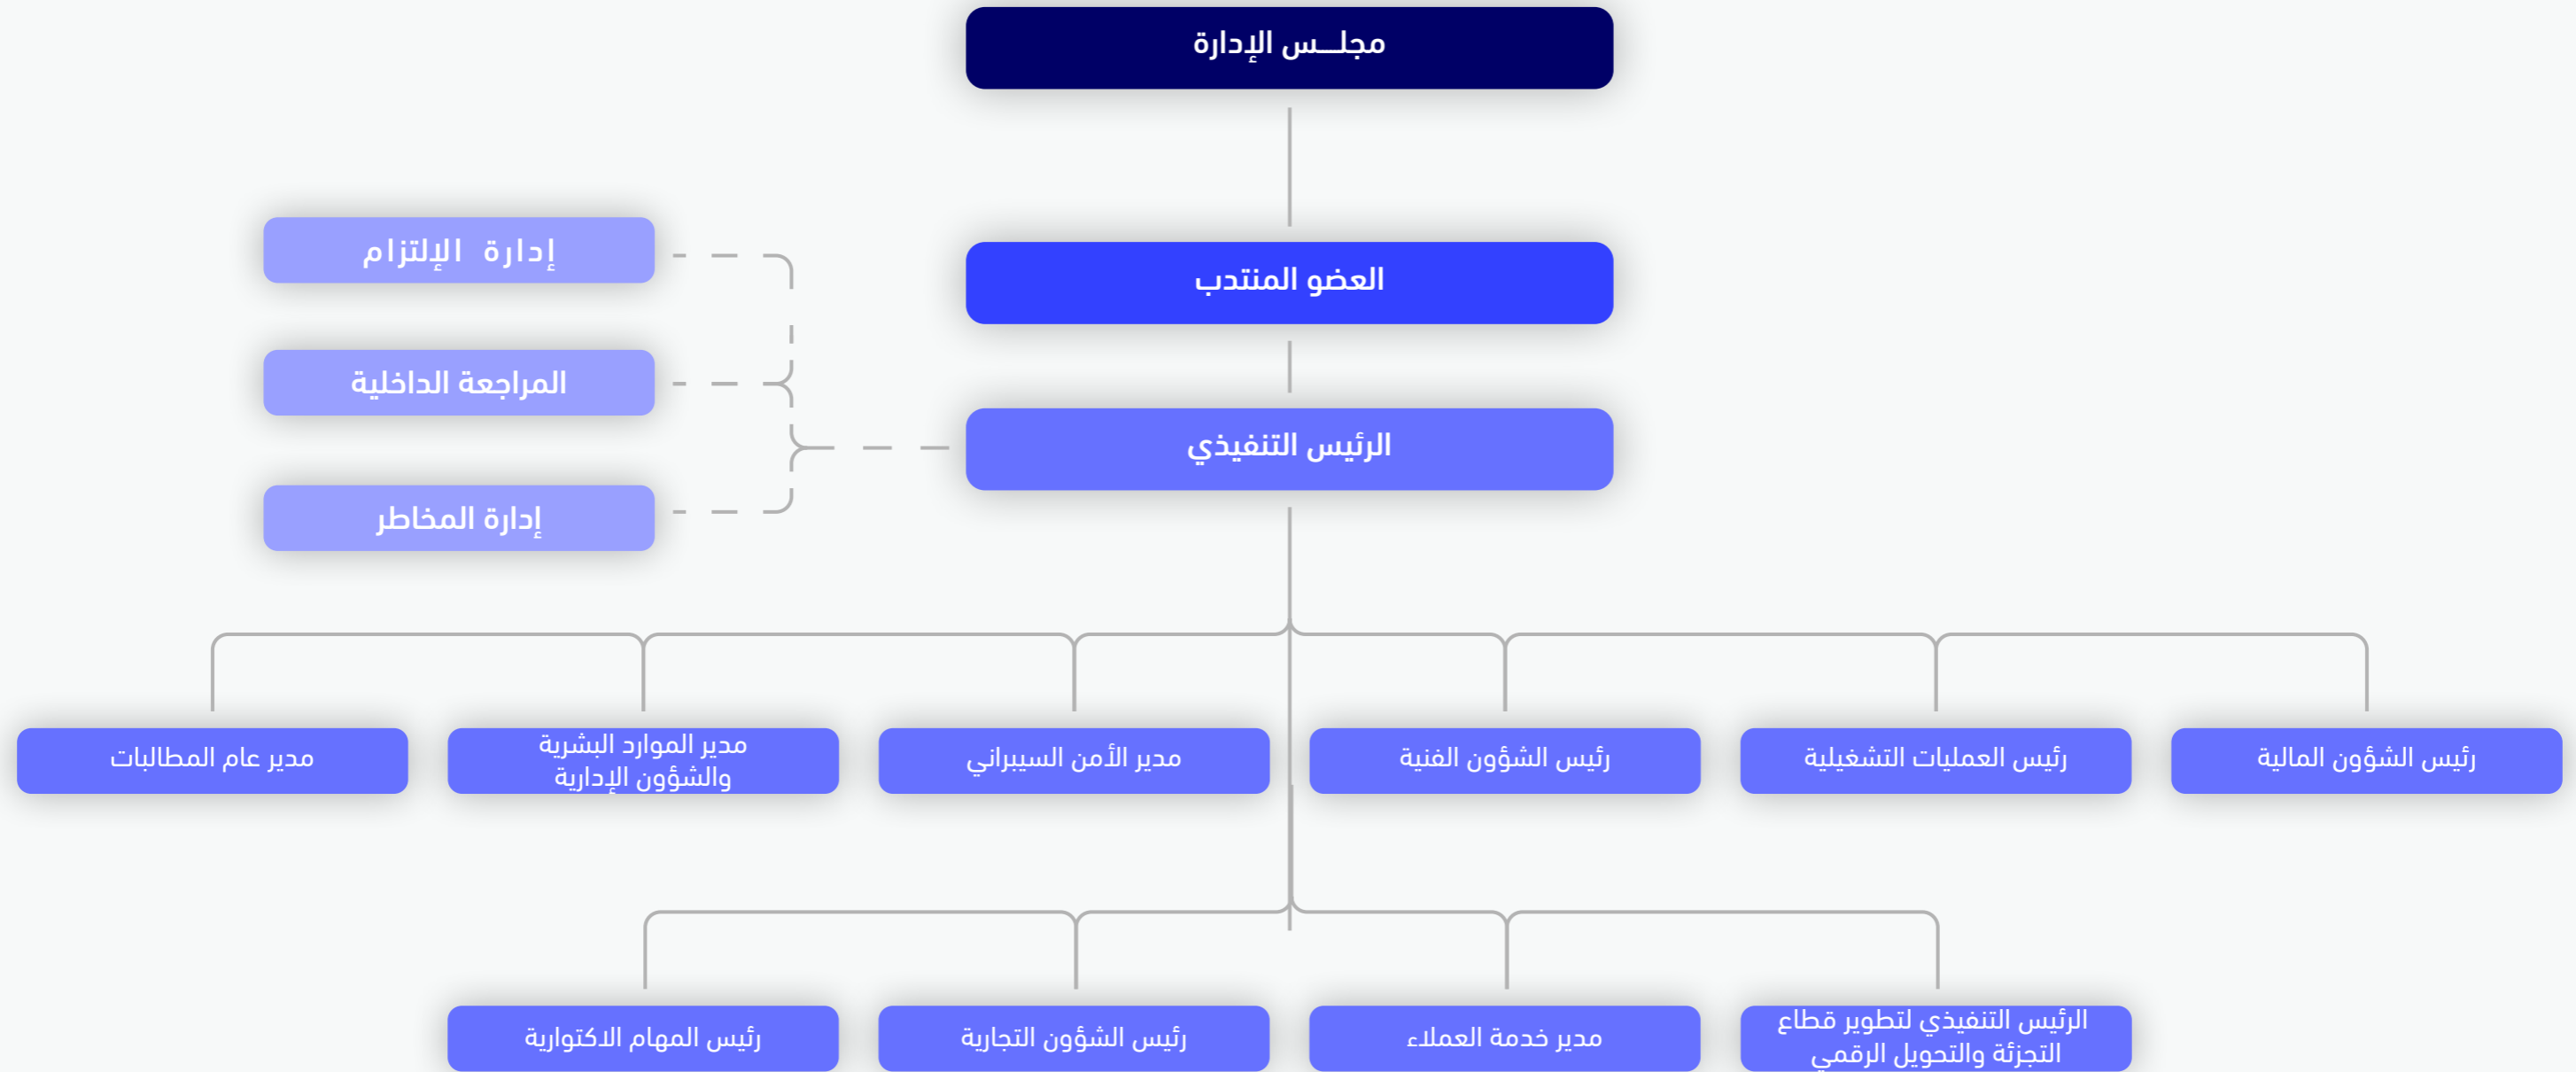 مجلـــس الإدارة
العضو المنتدب
الرئيس التنفيذي
إدارة الإلتزام
المراجعة الداخلية
إدارة المخاطر
رئيس الشؤون المالية
رئيس العمليات التشغيلية
رئيس الشؤون الفنية
مدير الأمن السيبراني
مدير الموارد البشرية
والشؤون الإدارية
مدير عام المطالبات
الرئيس التنفيذي لتطوير قطاع
التجزئة والتحويل الرقمي
مدير خدمة العملاء
رئيس الشؤون التجارية
رئيس المهام الاكتوارية